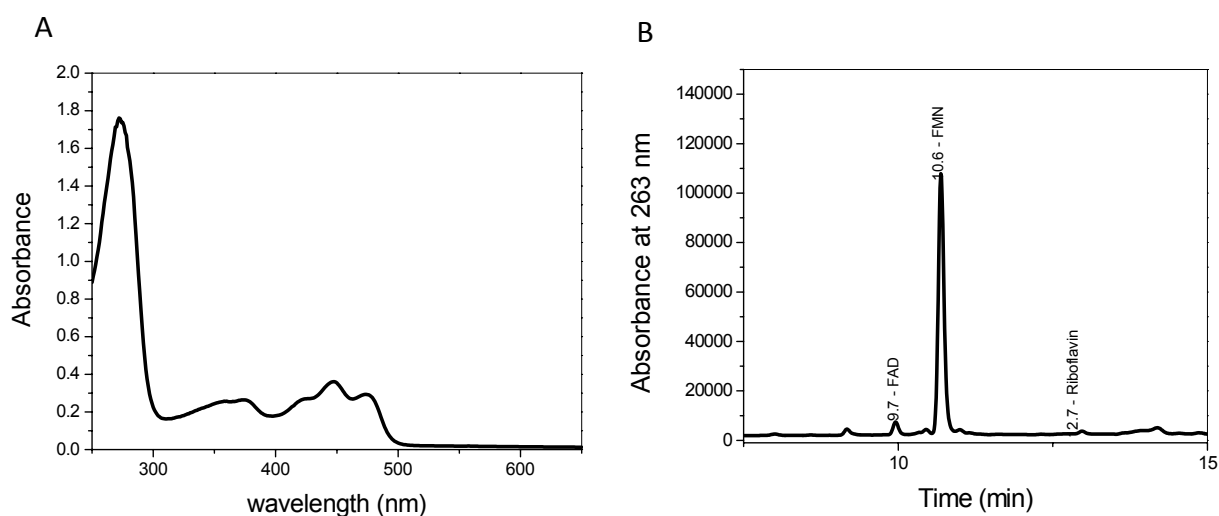 A
2.0
1.8
1.6
1.4
1.2
1.0
0.8
0.6
0.4
0.2
0.0
Absorbance
300
400
500
600
wavelength (nm)
B
140000
120000
100000
80000
60000
40000
20000
0
Absorbance at 263 nm
9.7 - FAD
10.6 - FMN
2.7 - Riboflavin
10
15
Time (min)